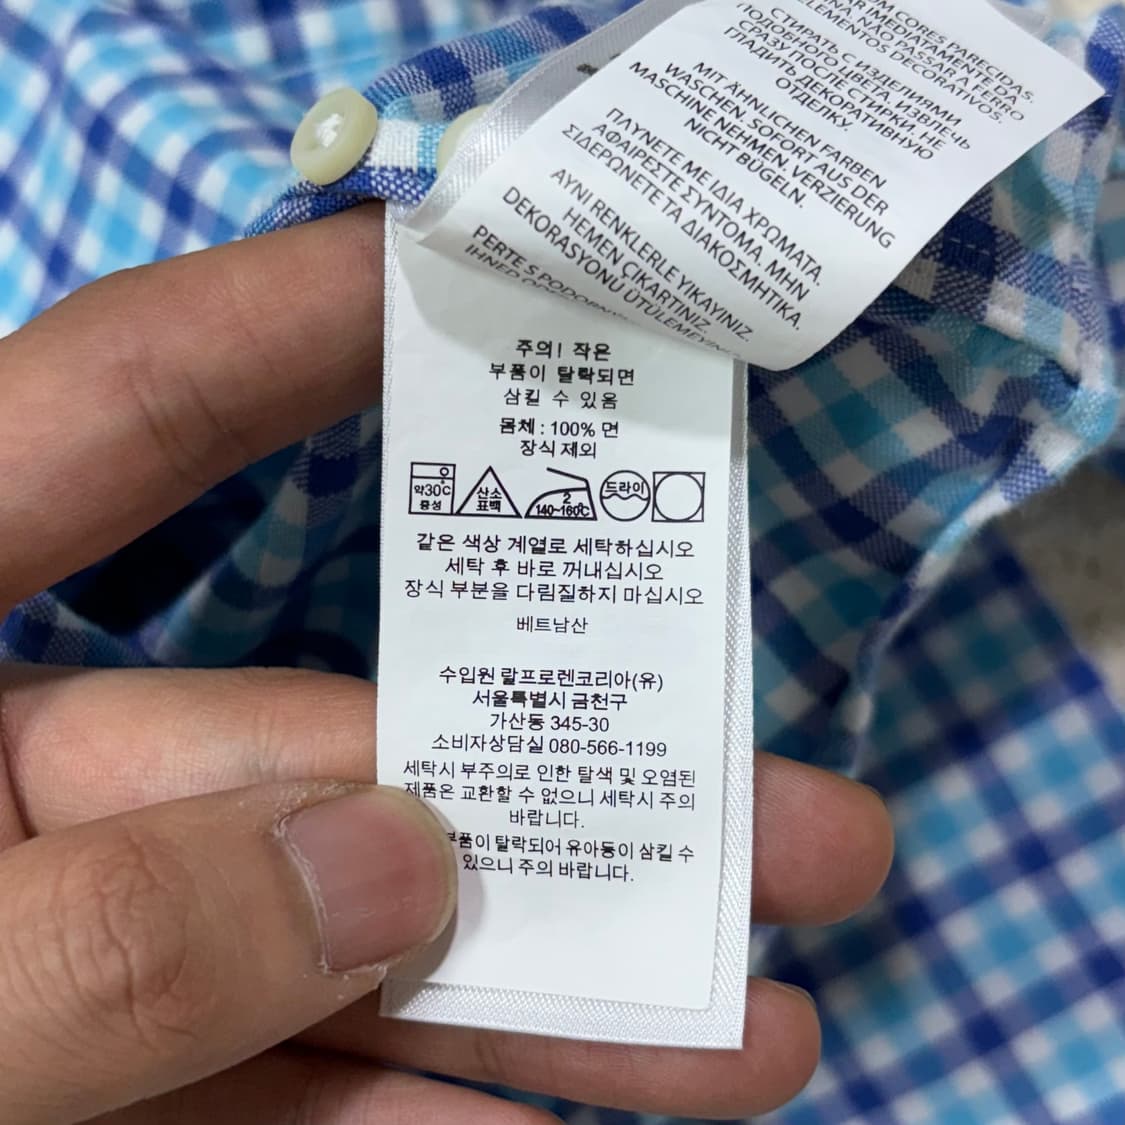 OM CORES PARECIDAS.
NAR IMEDIATAMENTE DA
A. NÃO PASSAR A FERRO
ELEMENTOS DECORATIVOS.
СТИРАТЬ С ИЗДЕЛИЯМИ
ПОДОБНОГО ЦВЕТА. ИЗВЛЕЧЬ
СРАЗУ ПОСЛЕ СТИРКИ. НЕ
ГЛАДИТЬ ДЕКОРАТИВНУЮ
ОТДЕЛКУ.
MIT ÄHNLICHEN FARBEN
WASCHEN. SOFORT AUS DER
MASCHINE NEHMEN. VERZIERUNG
NICHT BÜGELN.
ΠΛΥΝΕΤΕ ΜΕ ΙΔΙΑ ΧΡΩΜΑΤΑ.
ΑΦΑΙΡΕΣΤΕ ΣΥΝΤΟΜΑ. ΜΗΝ
ΣΙΔΕΡΩΝΕΤΕ ΤΑ ΔΙΑΚΟΣΜΗΤΙΚΑ.
AYNI RENKLERLE YIKAYINIZ.
HEMEN ÇIKARTINIZ.
DEKORASYONU ÜTÜLEMEYİNİZ.
PERTE S PODOBN
IHNED
주의! 작은
부품이 탈락되면
삼킬 수 있음
몸체 : 100% 면
장식 제외
약30°C
중성
산소
표백
2
140~160°C
드라이
같은 색상 계열로 세탁하십시오
세탁 후 바로 꺼내십시오
장식 부분을 다림질하지 마십시오
베트남산
수입원 랄프로렌코리아(유)
서울특별시 금천구
가산동 345-30
소비자상담실 080-566-1199
세탁시 부주의로 인한 탈색 및 오염된
제품은 교환할 수 없으니 세탁시 주의
바랍니다.
부품이 탈락되어 유아동이 삼킬 수
있으니 주의 바랍니다.